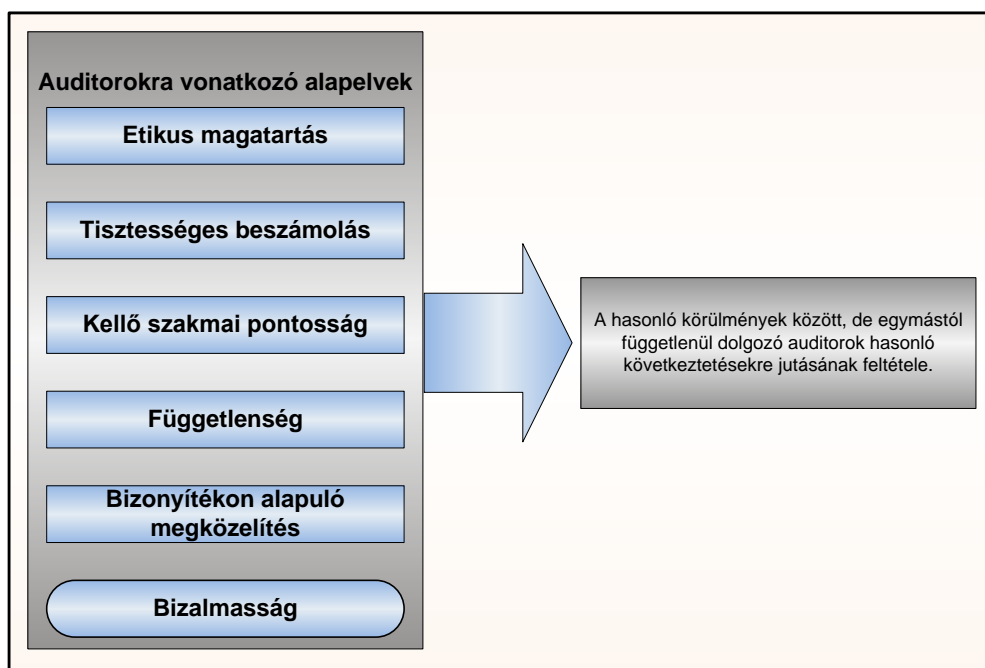 Auditorokra vonatkozó alapelvek
Etikus magatartás
Tisztességes beszámolás
Kellő szakmai pontosság
Függetlenség
Bizonyítékon alapuló
megközelítés
Bizalmasság
A hasonló körülmények között, de egymástól
függetlenül dolgozó auditorok hasonló
következtetésekre jutásának feltétele.